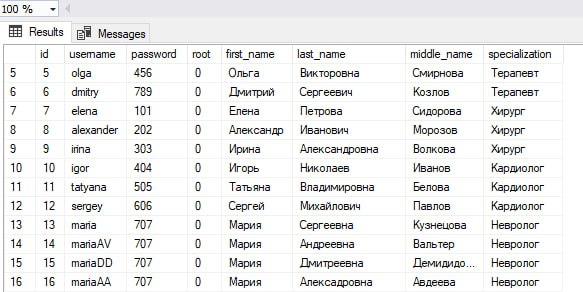 100 %
Results Messages
id username password root first_name last_name middle_name specialization
5 5 olga 456 0 Ольга Викторовна Смирнова Терапевт
6 6 dmitry 789 0 Дмитрий Сергеевич Козлов Терапевт
7 7 elena 101 0 Елена Петрова Сидорова Хирург
8 8 alexander 202 0 Александр Иванович Морозов Хирург
9 9 irina 303 0 Ирина Александровна Волкова Хирург
10 10 igor 404 0 Игорь Николаев Иванов Кардиолог
11 11 tatyana 505 0 Татьяна Владимировна Белова Кардиолог
12 12 sergey 606 0 Сергей Михайлович Павлов Кардиолог
13 13 maria 707 0 Мария Сергеевна Кузнецова Невролог
14 14 mariaAV 707 0 Мария Андреевна Вальтер Невролог
15 15 mariaDD 707 0 Мария Дмитреевна Демидидо... Невролог
16 16 mariaAA 707 0 Мария Алексадровна Авдеева Невролог